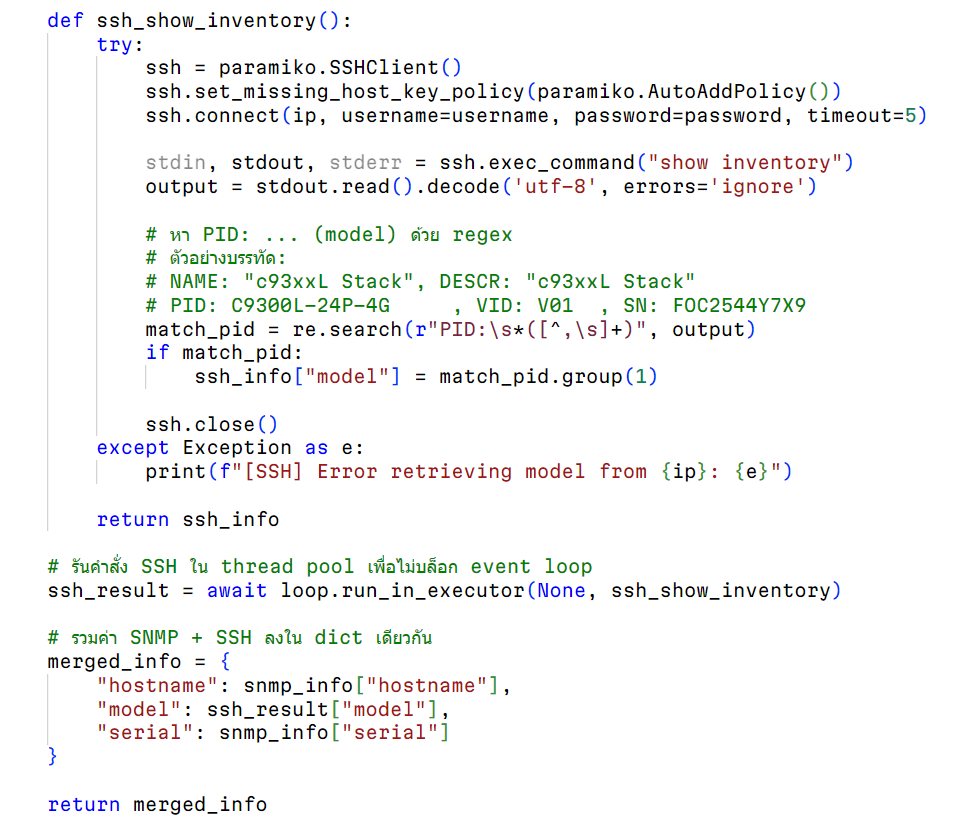 def ssh_show_inventory():
try:
ssh = paramiko.SSHClient()
ssh.set_missing_host_key_policy(paramiko.AutoAddPolicy())
ssh.connect(ip, username=username, password=password, timeout=5)
stdin, stdout, stderr = ssh.exec_command("show inventory")
output = stdout.read().decode('utf-8', errors='ignore')
# หา PID: ... (model) ด้วย regex
# ตัวอย่างบรรทัด:
# NAME: "c93xxL Stack", DESCR: "c93xxL Stack"
# PID: C9300L-24P-4G     , VID: V01  , SN: FOC2544Y7X9
match_pid = re.search(r"PID:\s*([^,\s]+)", output)
if match_pid:
ssh_info["model"] = match_pid.group(1)
ssh.close()
except Exception as e:
print(f"[SSH] Error retrieving model from {ip}: {e}")
return ssh_info
# รันคำสั่ง SSH ใน thread pool เพื่อไม่บล็อก event loop
ssh_result = await loop.run_in_executor(None, ssh_show_inventory)
# รวมค่า SNMP + SSH ลงใน dict เดียวกัน
merged_info = {
"hostname": snmp_info["hostname"],
"model": ssh_result["model"],
"serial": snmp_info["serial"]
}
return merged_info